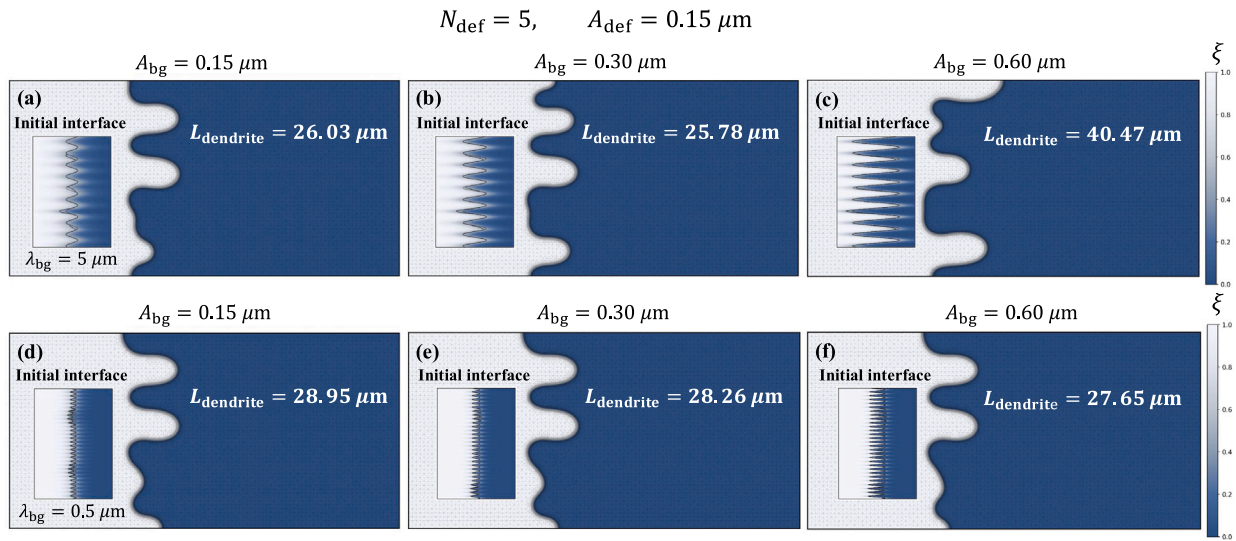 N_def = 5, A_def = 0.15 μm
A_bg = 0.15 μm A_bg = 0.30 μm A_bg = 0.60 μm ξ
(a) (b) (c) 1.0
Initial interface Initial interface Initial interface
L_dendrite = 26.03 μm L_dendrite = 25.78 μm L_dendrite = 40.47 μm
0.8
0.6
0.4
λ_bg = 5 μm
0.2
0.0
A_bg = 0.15 μm A_bg = 0.30 μm A_bg = 0.60 μm ξ
(d) (e) (f) 1.0
Initial interface Initial interface Initial interface
L_dendrite = 28.95 μm L_dendrite = 28.26 μm L_dendrite = 27.65 μm
0.8
0.6
0.4
λ_bg = 0.5 μm
0.2
0.0